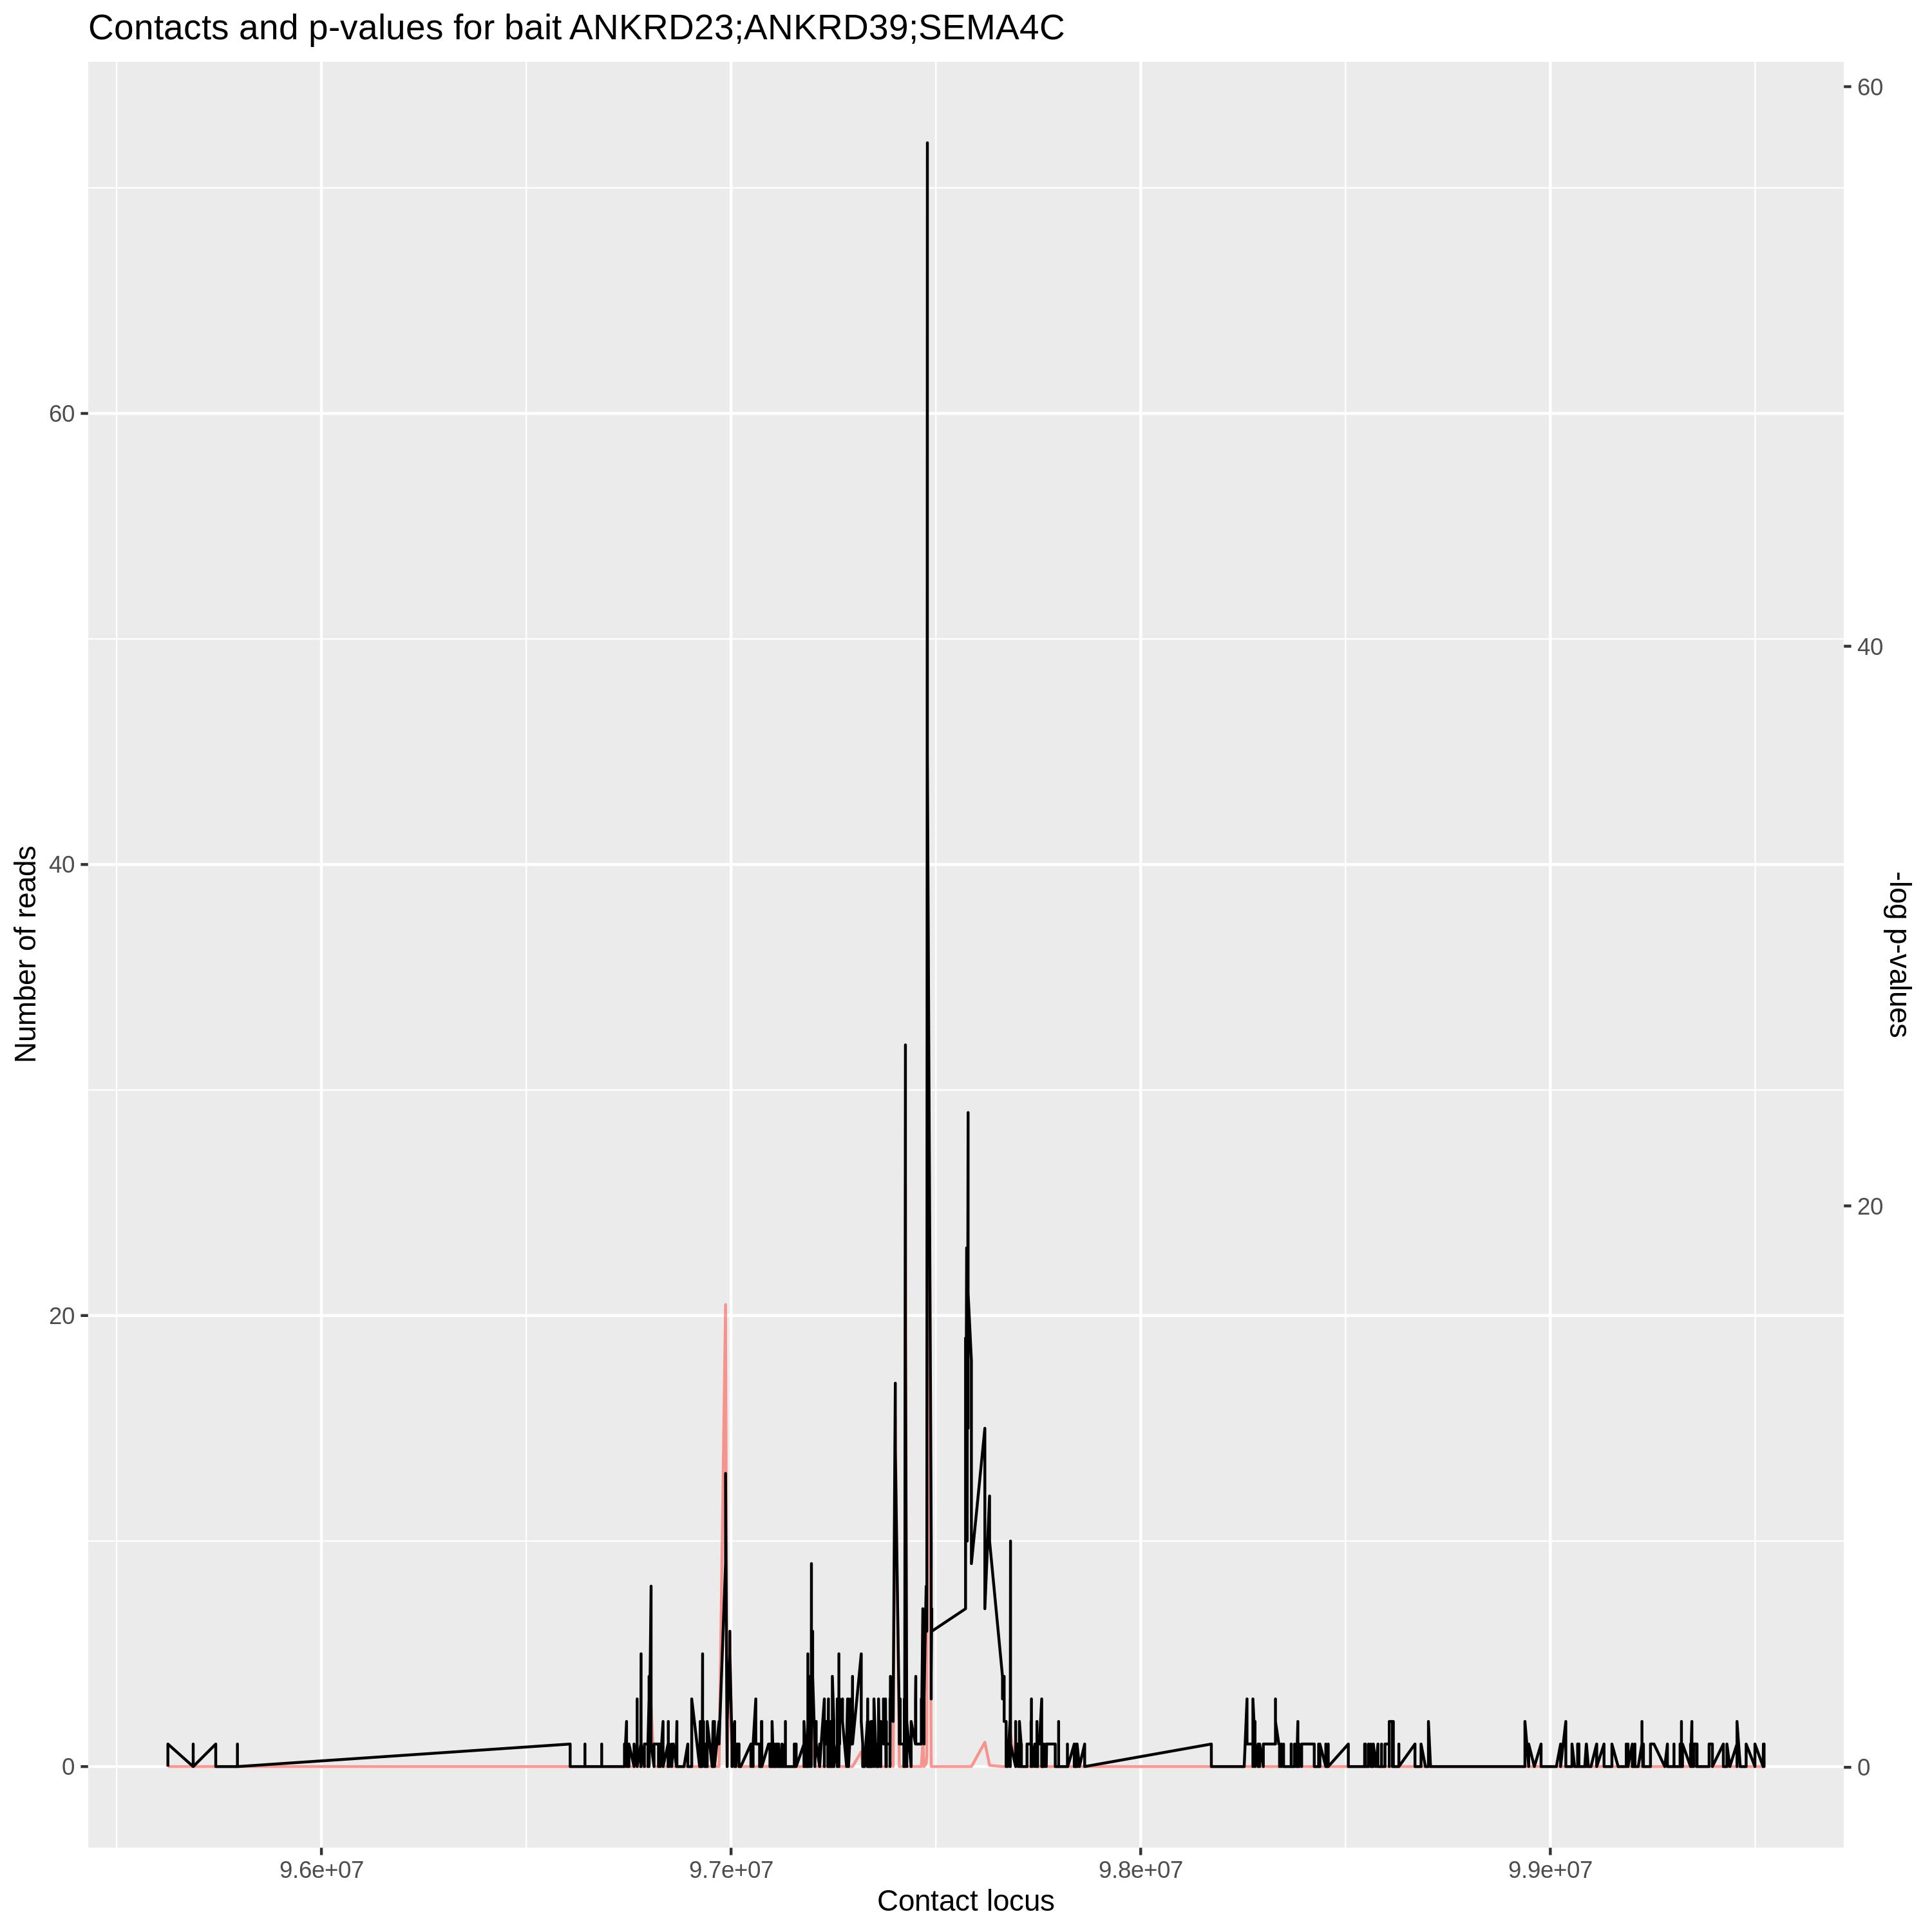 Contacts and p-values for bait ANKRD23;ANKRD39;SEMA4C
Number of reads
60
40
20
0
60
40
20
0
-log p-values
9.6e+07 9.7e+07 9.8e+07 9.9e+07
Contact locus